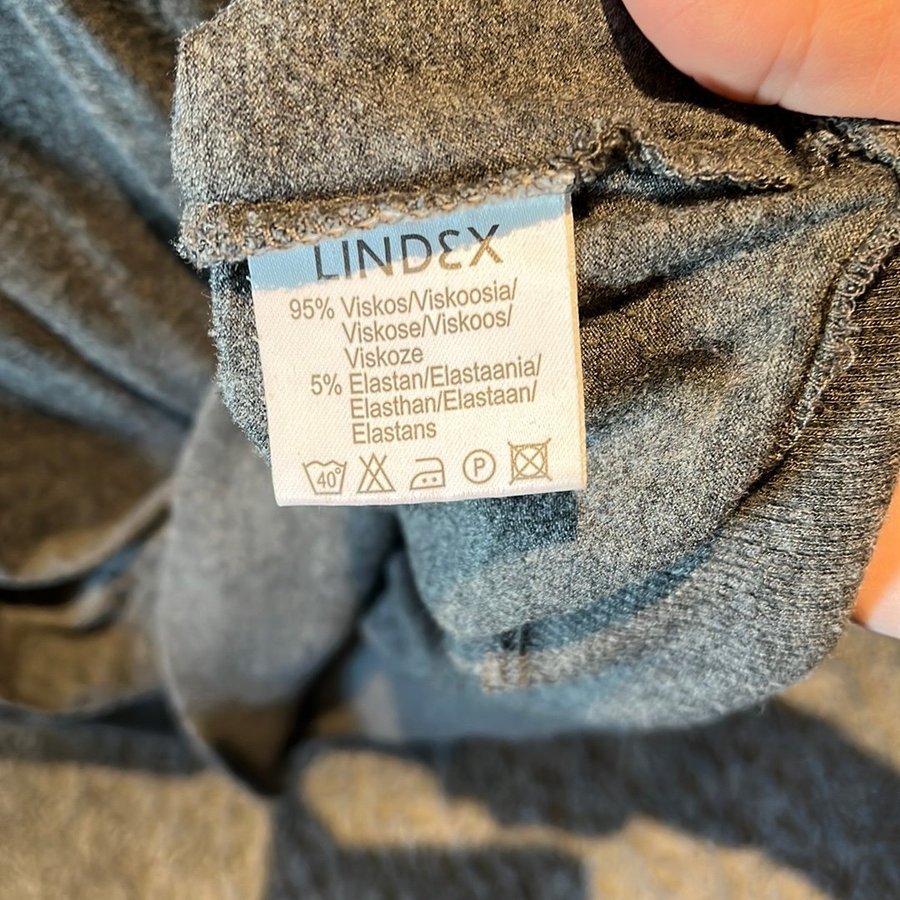 LINDEX
95% Viskos/Viskoosia/
Viskose/Viskoos/
Viskoze
5% Elastan/Elastaania/
Elasthan/Elastaan/
Elastans
40° P